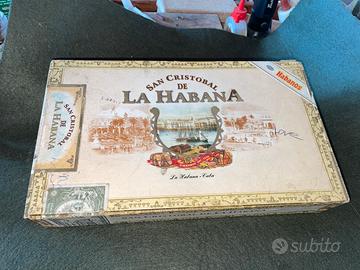 SAN CRISTOBAL
DE
LA HABANA
Habanos
SAN CRISTOBAL
DE
LA HABANA
La Habana - Cuba
subito